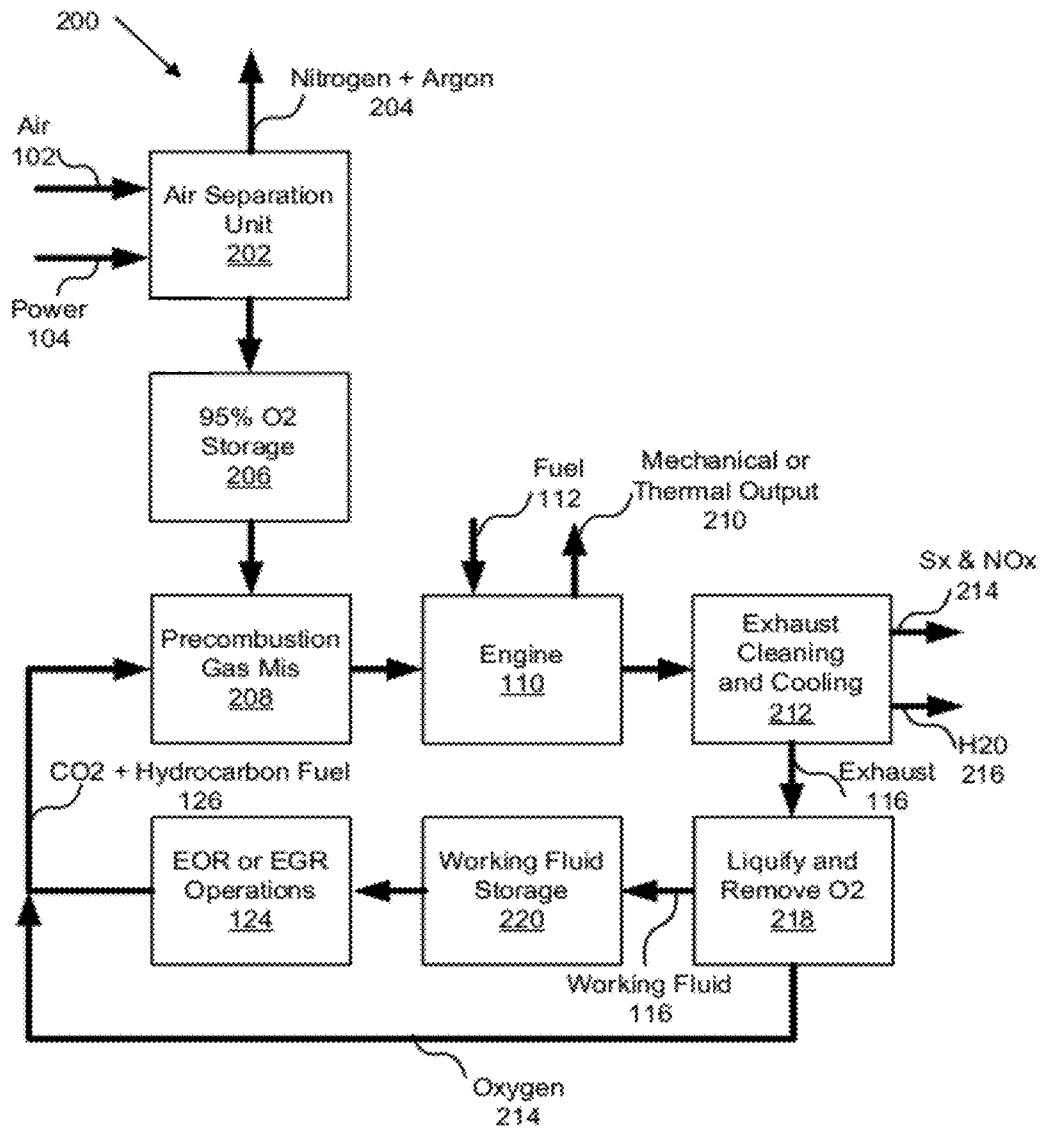 200
Nitrogen + Argon
204
Air
102
Air Separation
Unit
202
Power
104
95% O2
Storage
206
Fuel
112
Mechanical or
Thermal Output
210
Sx & NOx
214
Precombustion
Gas Mis
208
Engine
110
Exhaust
Cleaning
and Cooling
212
H20
216
CO2 + Hydrocarbon Fuel
126
Exhaust
116
EOR or EGR
Operations
124
Working Fluid
Storage
220
Liquify and
Remove O2
218
Working Fluid
116
Oxygen
214